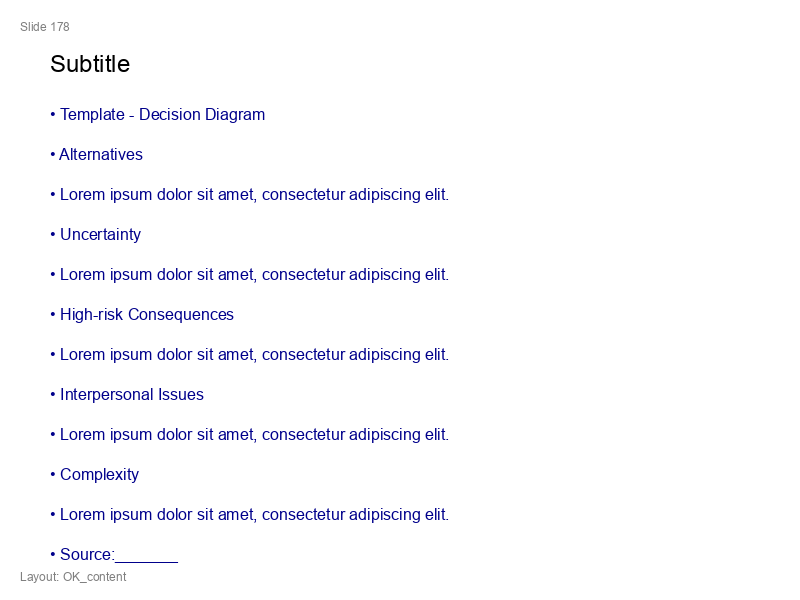 Slide 178
Subtitle
• Template - Decision Diagram
• Alternatives
• Lorem ipsum dolor sit amet, consectetur adipiscing elit.
• Uncertainty
• Lorem ipsum dolor sit amet, consectetur adipiscing elit.
• High-risk Consequences
• Lorem ipsum dolor sit amet, consectetur adipiscing elit.
• Interpersonal Issues
• Lorem ipsum dolor sit amet, consectetur adipiscing elit.
• Complexity
• Lorem ipsum dolor sit amet, consectetur adipiscing elit.
• Source:_______
Layout: OK_content